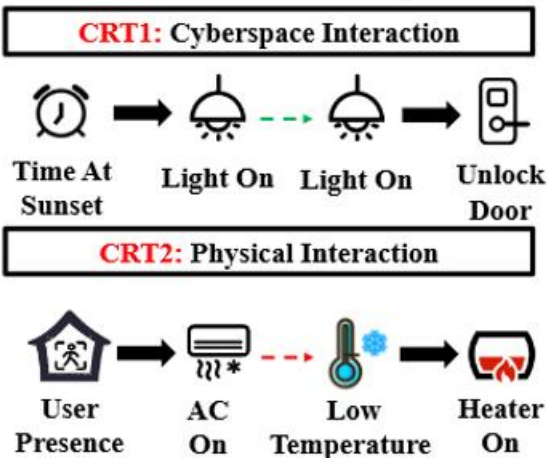 CRT1: Cyberspace Interaction
Time At
Sunset
Light On
Light On
Unlock
Door
CRT2: Physical Interaction
User
Presence
AC
On
Low
Temperature
Heater
On